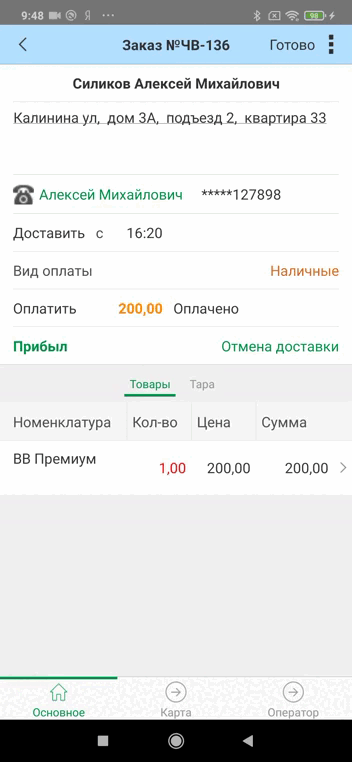 9:48 Я ... 98
Заказ №ЧВ-136 Готово
Силиков Алексей Михайлович
Калинина ул, дом 3А, подъезд 2, квартира 33
Алексей Михайлович *****127898
Доставить с 16:20
Вид оплаты Наличные
Оплатить 200,00 Оплачено
Прибыл Отмена доставки
Товары Тара
Номенклатура Кол-во Цена Сумма
ВВ Премиум 1,00 200,00 200,00
Основное Карта Оператор